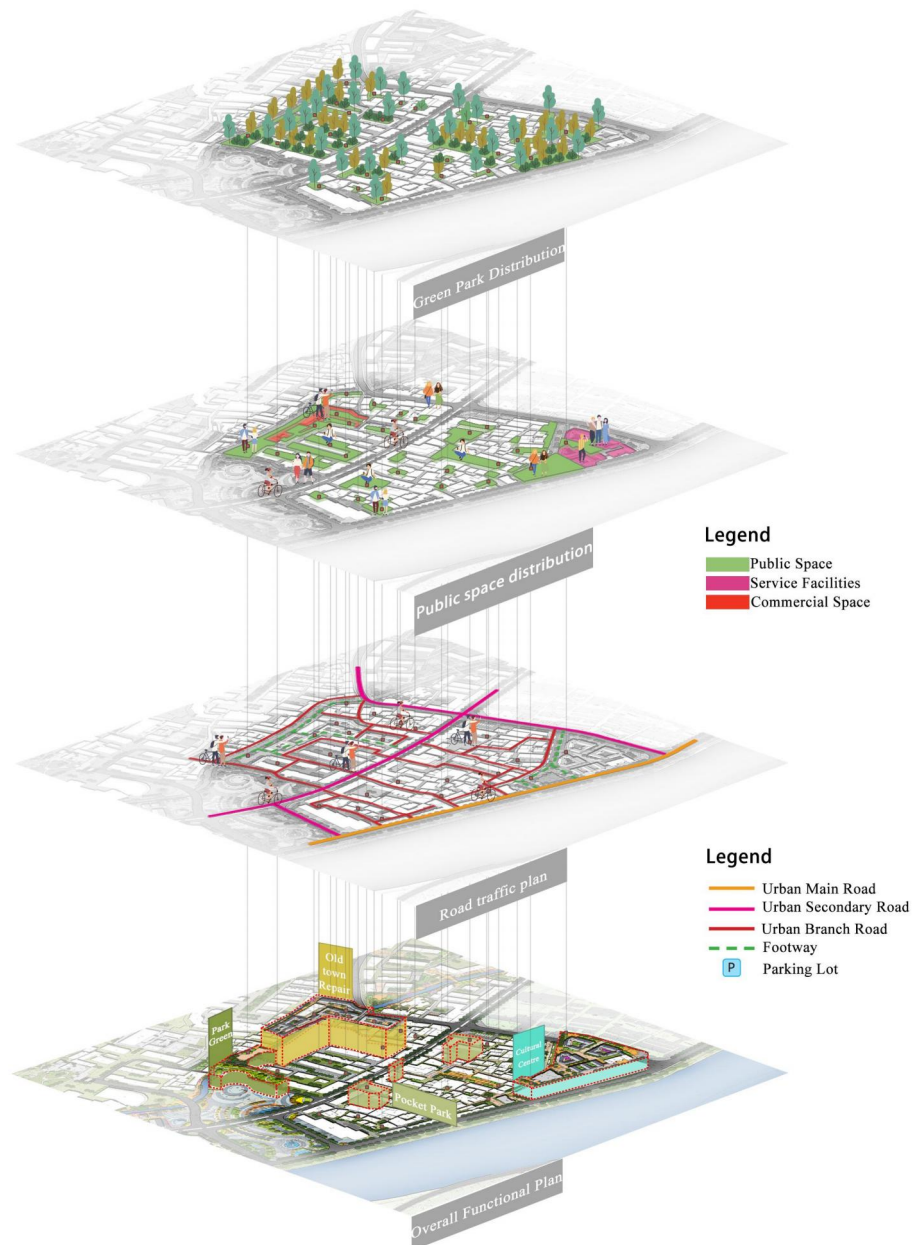 Green Park Distribution
Public space distribution
Legend
Public Space
Service Facilities
Commercial Space
Road traffic plan
Legend
Urban Main Road
Urban Secondary Road
Urban Branch Road
Footway
P Parking Lot
Old
town
Repair
Park
Green
Cultural
Centre
Pocket Park
Overall Functional Plan